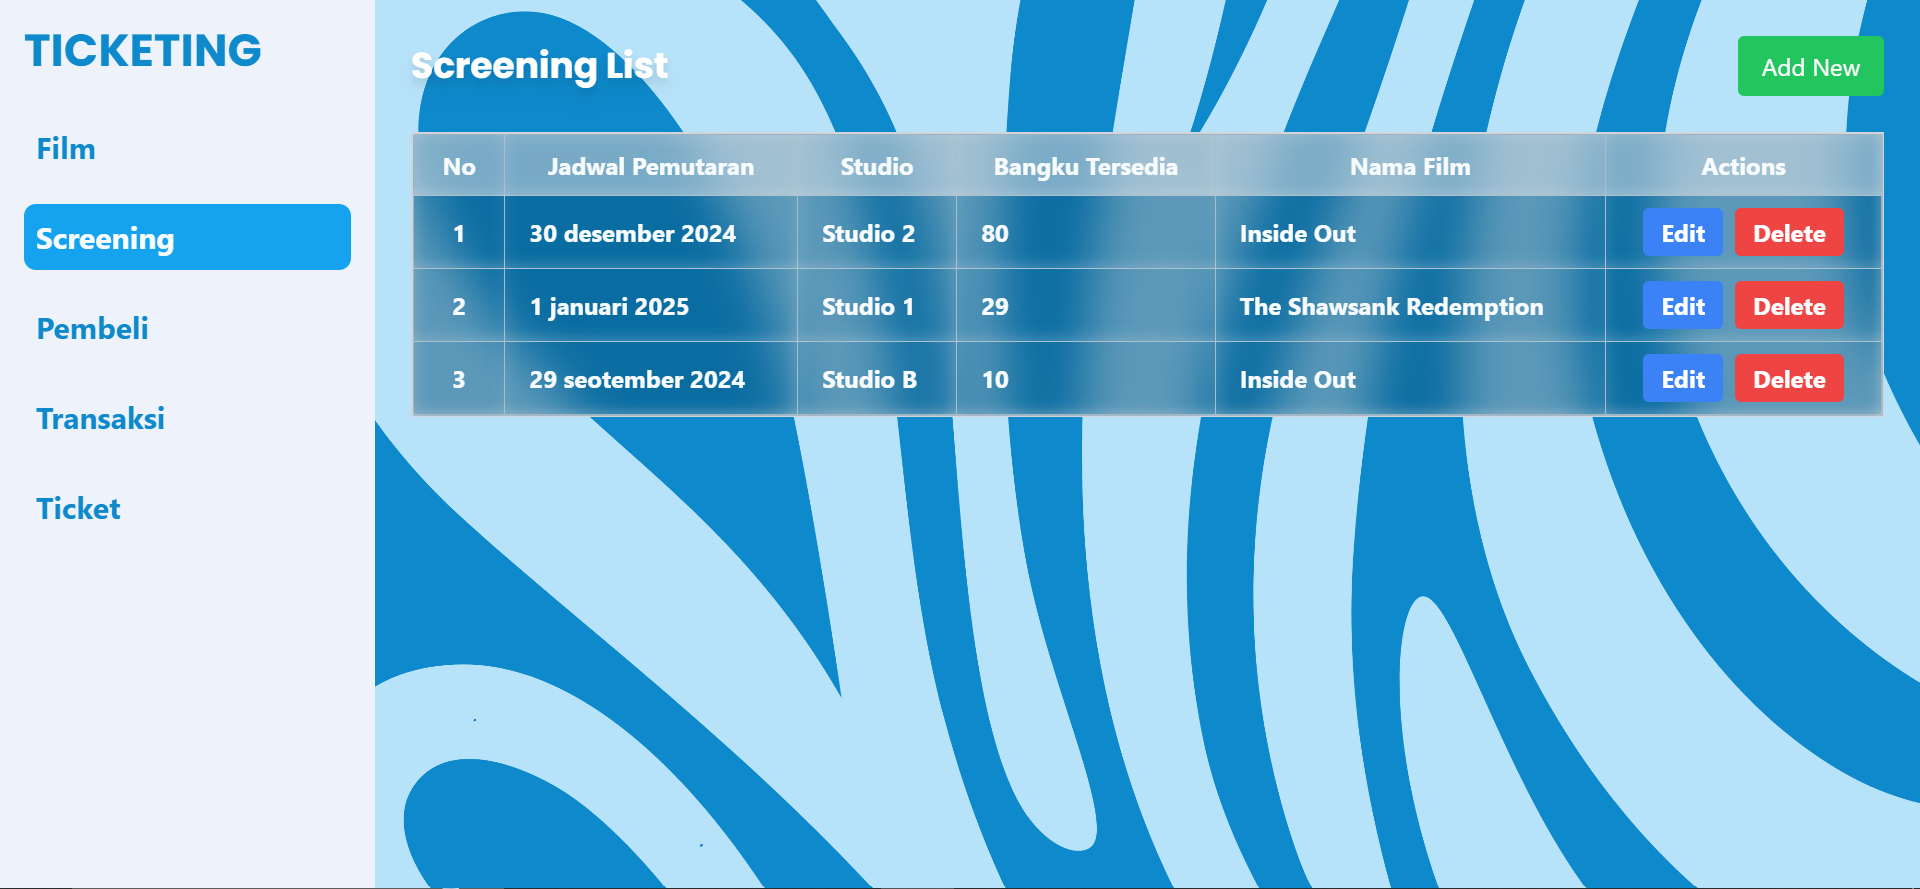 TICKETING
Film
Screening
Pembeli
Transaksi
Ticket
Screening List
Add New
No Jadwal Pemutaran Studio Bangku Tersedia Nama Film Actions
1 30 desember 2024 Studio 2 80 Inside Out Edit Delete
2 1 januari 2025 Studio 1 29 The Shawsank Redemption Edit Delete
3 29 seotember 2024 Studio B 10 Inside Out Edit Delete